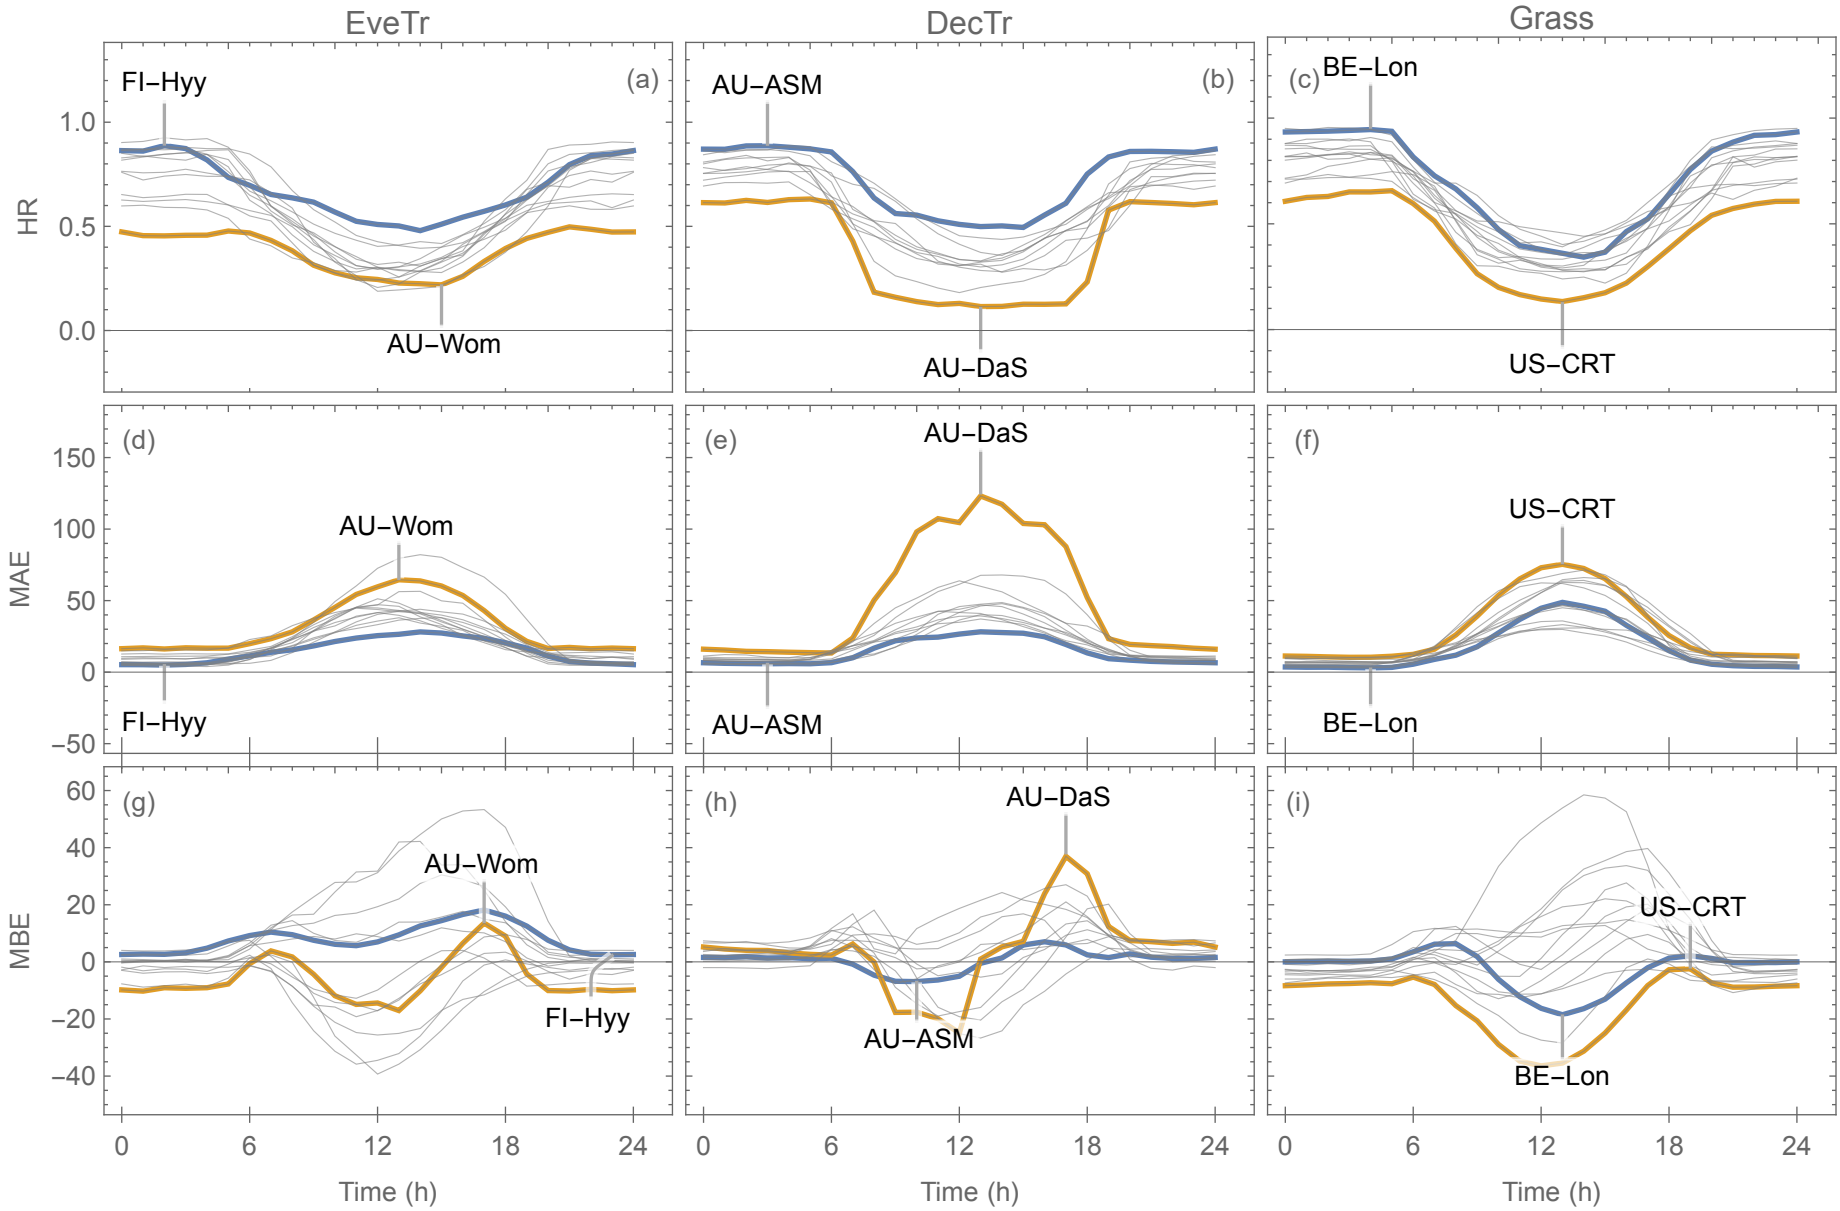 EveTr
DecTr
Grass
FI–Hyy
(a)
AU–ASM
(b)
(c)
BE–Lon
1.0
0.5
0.0
HR
AU–Wom
AU–DaS
US–CRT
(d)
(e)
AU–DaS
(f)
150
100
50
0
−50
MAE
AU–Wom
US–CRT
FI–Hyy
AU–ASM
BE–Lon
60
40
20
0
−20
−40
MBE
(g)
(h)
AU–DaS
(i)
AU–Wom
US–CRT
FI–Hyy
AU–ASM
BE–Lon
0 6 12 18 24
0 6 12 18 24
0 6 12 18 24
Time (h)
Time (h)
Time (h)